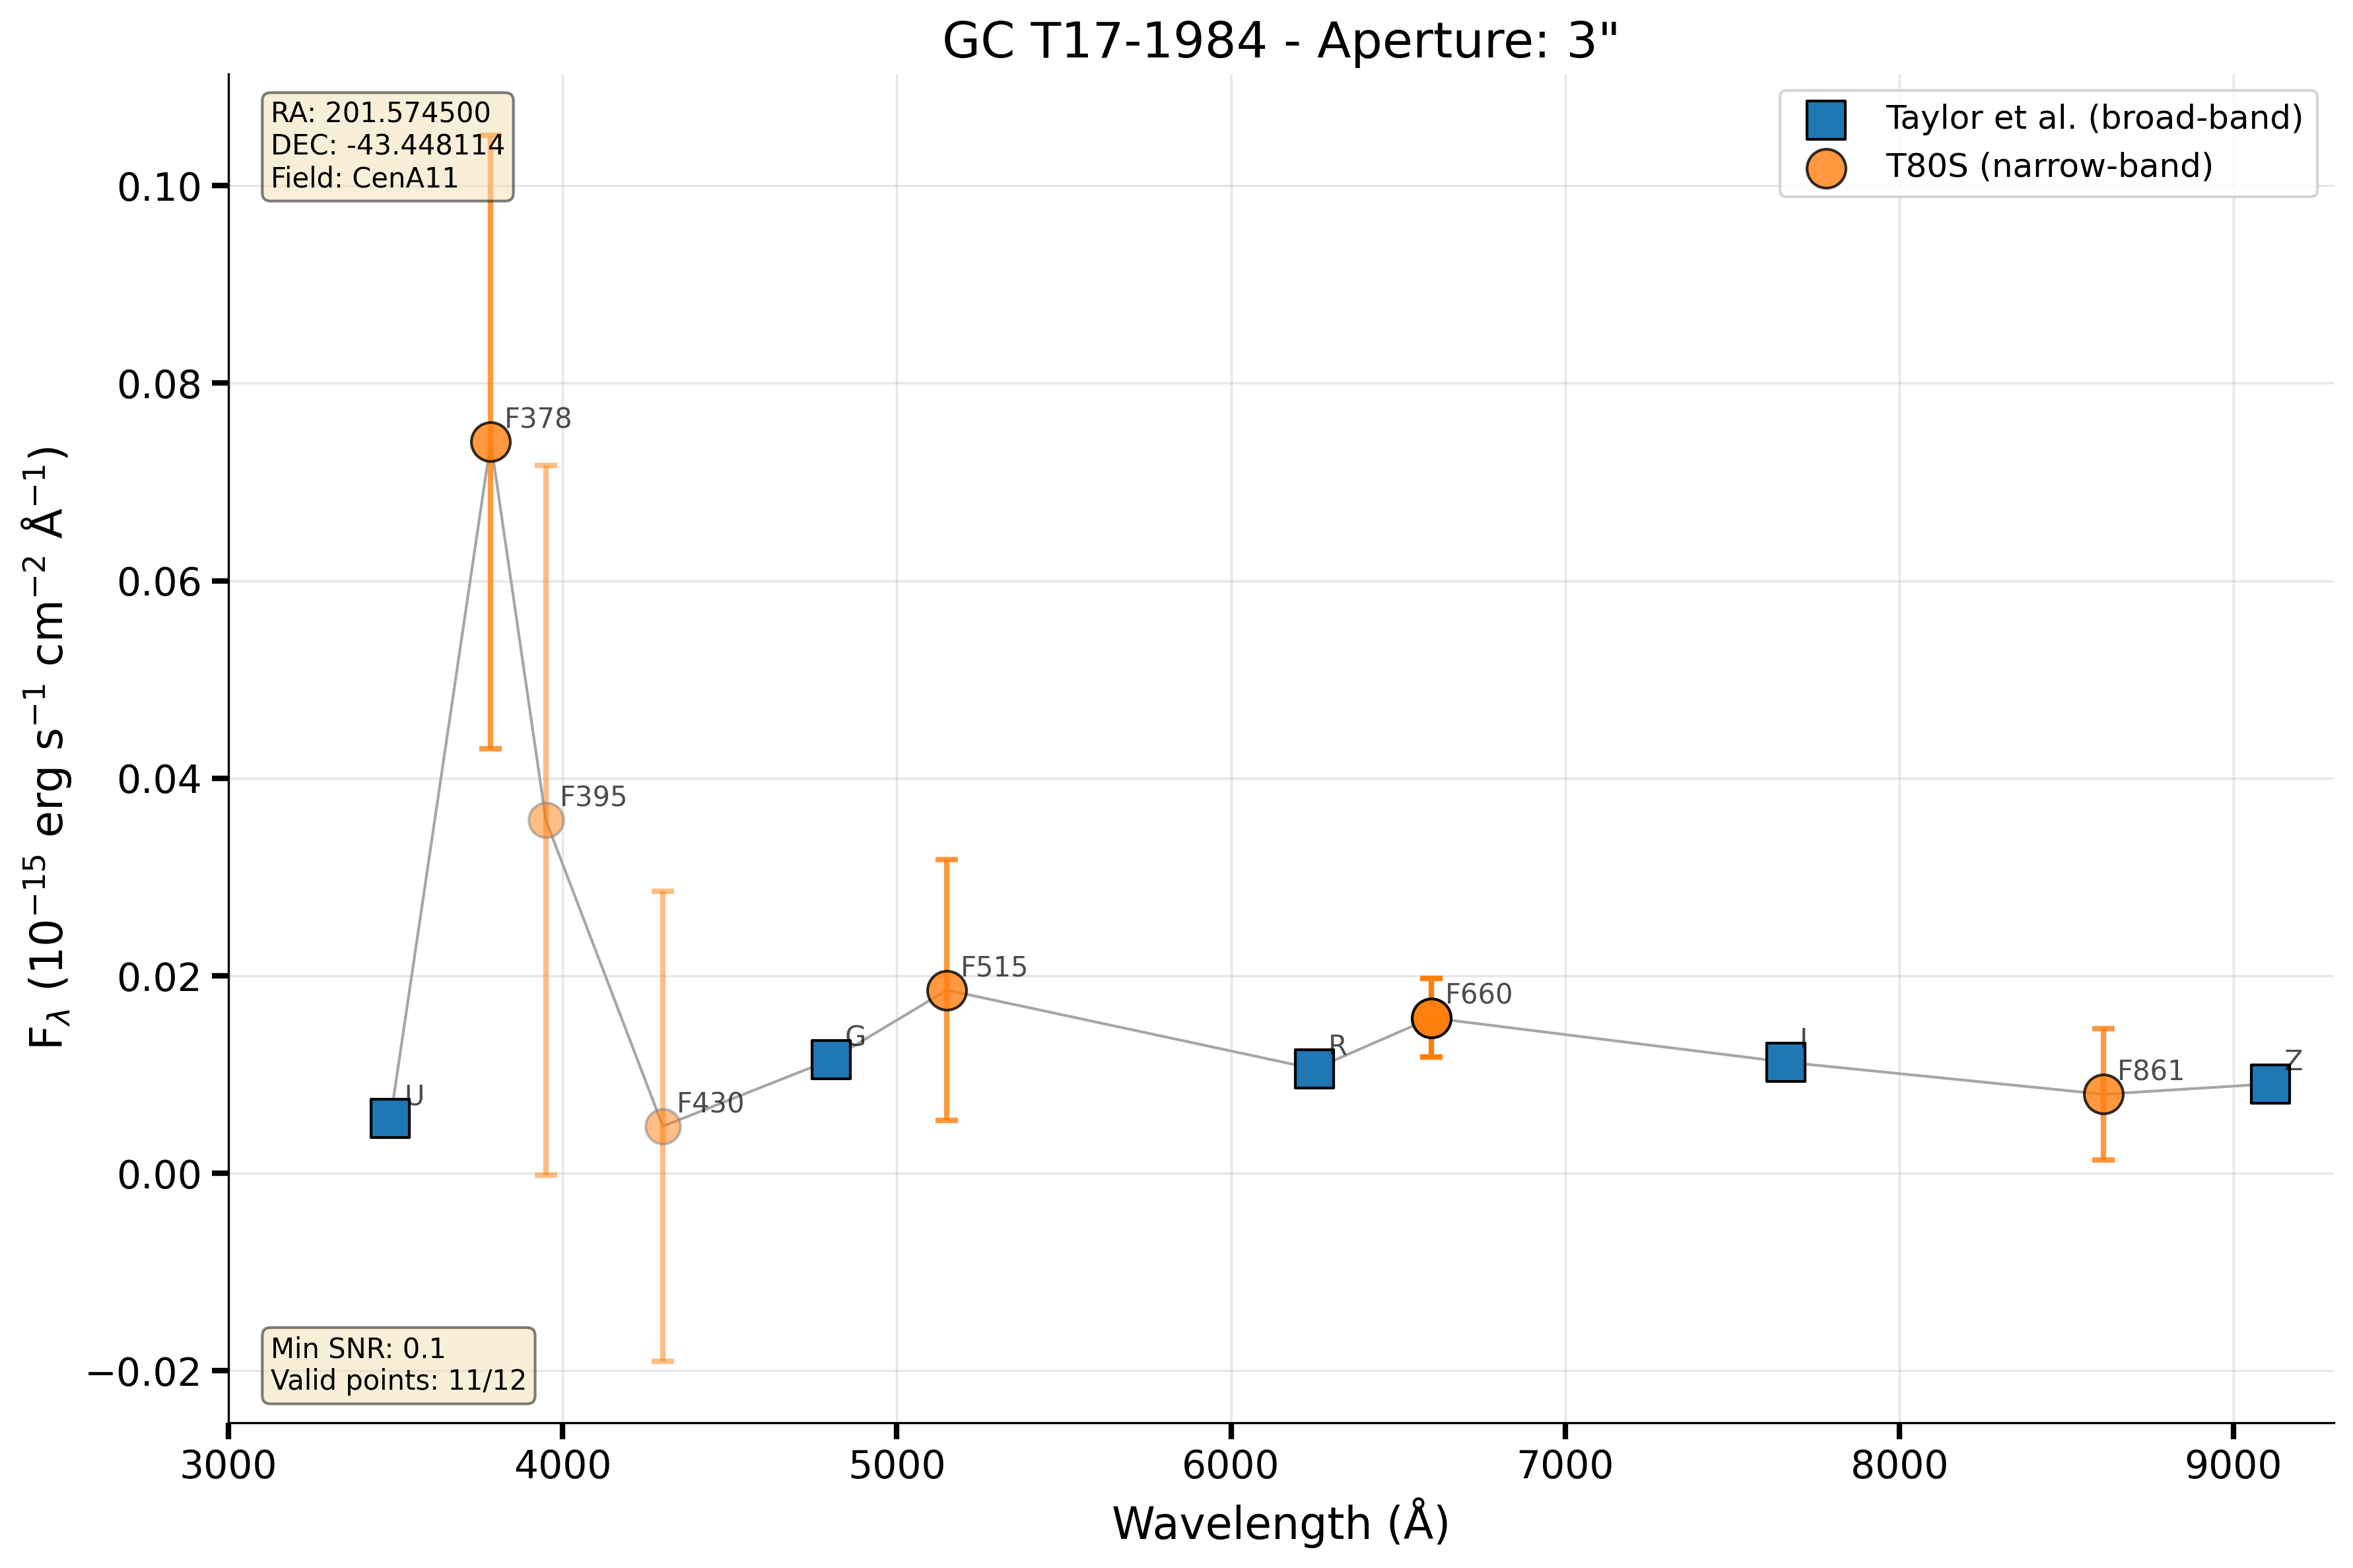 GC T17-1984 - Aperture: 3"
RA: 201.574500
DEC: -43.448114
Field: CenA11
Taylor et al. (broad-band)
T80S (narrow-band)
0.10
0.08
0.06
0.04
0.02
0.00
−0.02
F$_λ$ (10$^{−15}$ erg s$^{−1}$ cm$^{−2}$ Å$^{−1}$)
F378
F395
F515
F660
G
R
I
F861
Z
U
F430
Min SNR: 0.1
Valid points: 11/12
3000 4000 5000 6000 7000 8000 9000
Wavelength (Å)